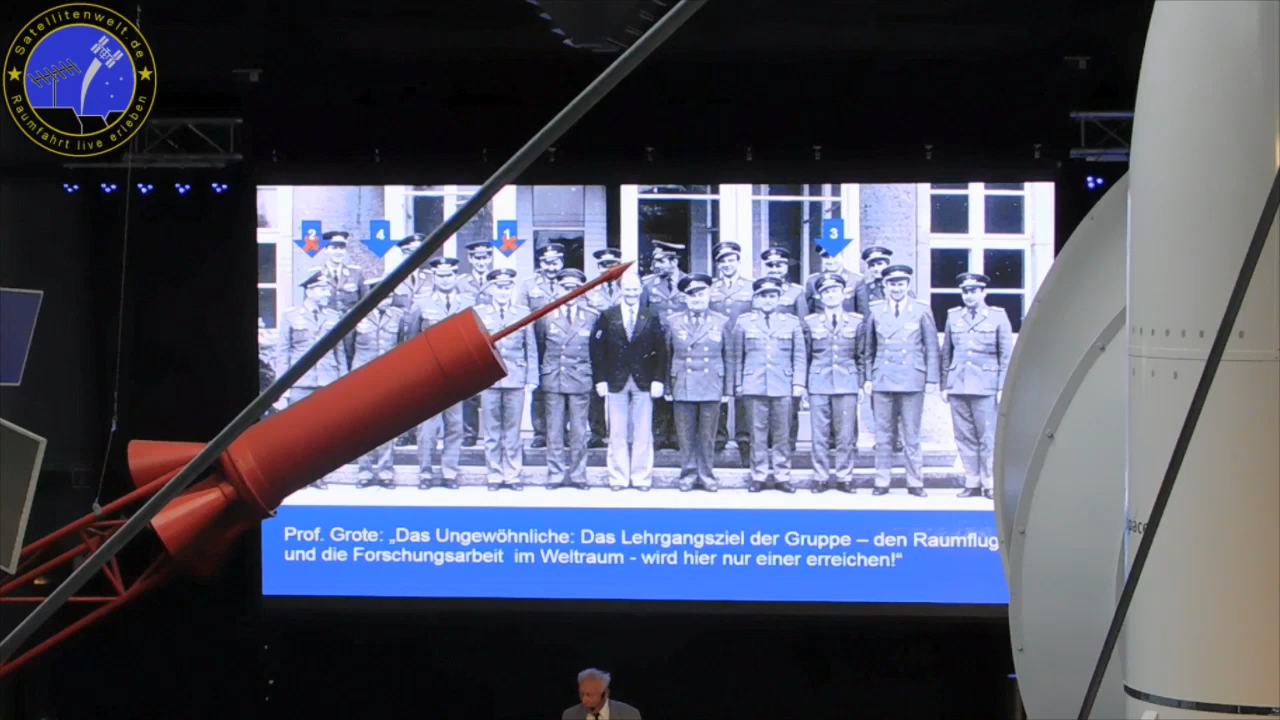 Satellitenwelt.de
Raumfahrt live erleben
2 4 1 3
Prof. Grote: „Das Ungewöhnliche: Das Lehrgangsziel der Gruppe – den Raumflug
und die Forschungsarbeit im Weltraum - wird hier nur einer erreichen!“